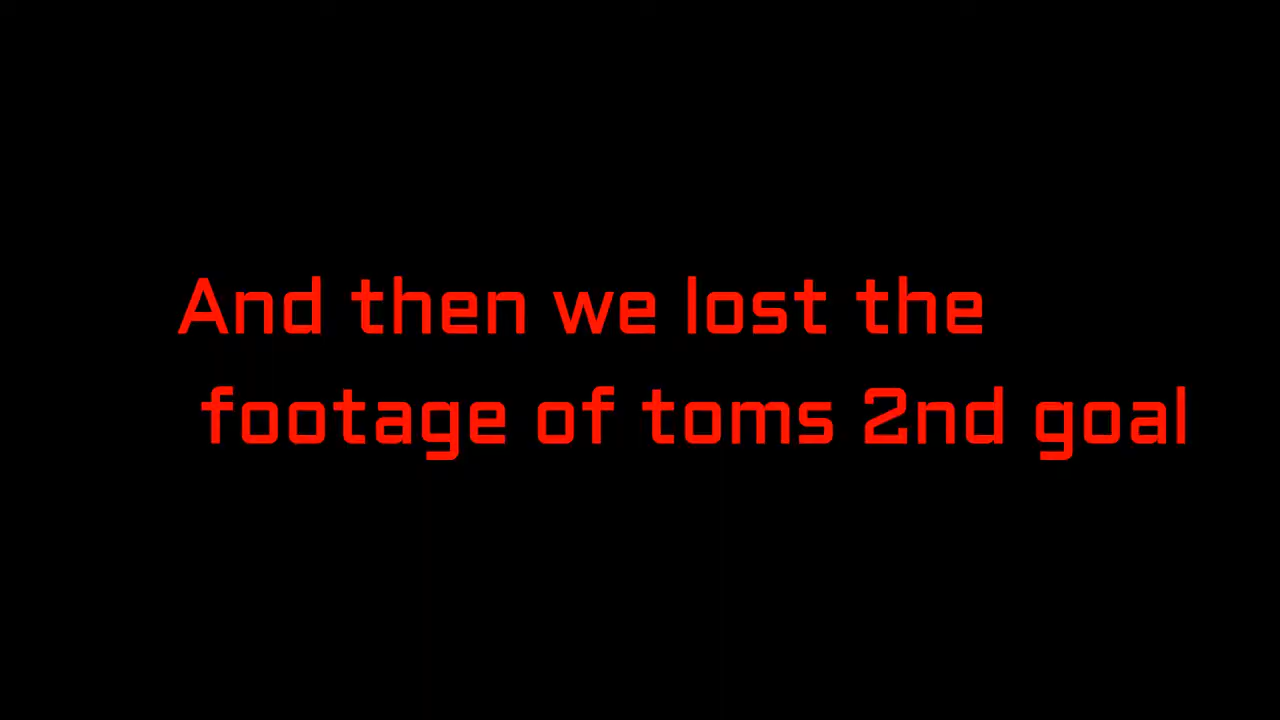 And then we lost the
footage of toms 2nd goal